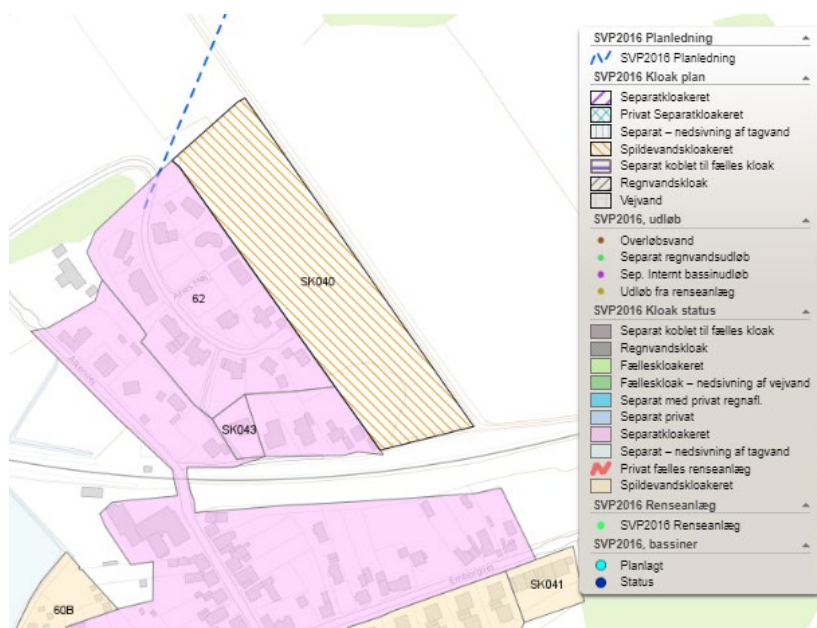 SVP2016 Planledning
SVP2016 Planledning
SVP2016 Kloak plan
Separatkloakeret
Privat Separatkloakeret
Separat – nedsivning af tagvand
Spildevandskloakeret
Separat koblet til fælles kloak
Regnvandskloak
Vejvand
SVP2016, udløb
Overløbsvand
Separat regnvandsudløb
Sep. Internt bassinudløb
Udløb fra renseanlæg
SVP2016 Kloak status
Separat koblet til fælles kloak
Regnvandskloak
Fælleskloakeret
Fælleskloak – nedsivning af vejvand
Separat med privat regnafl.
Separat privat
Separatkloakeret
Separat – nedsivning af tagvand
Privat fælles renseanlæg
Spildevandskloakeret
SVP2016 Renseanlæg
SVP2016 Renseanlæg
SVP2016, bassiner
Planlagt
Status
SK040
62
SK043
Emborgvej
SK041
60B